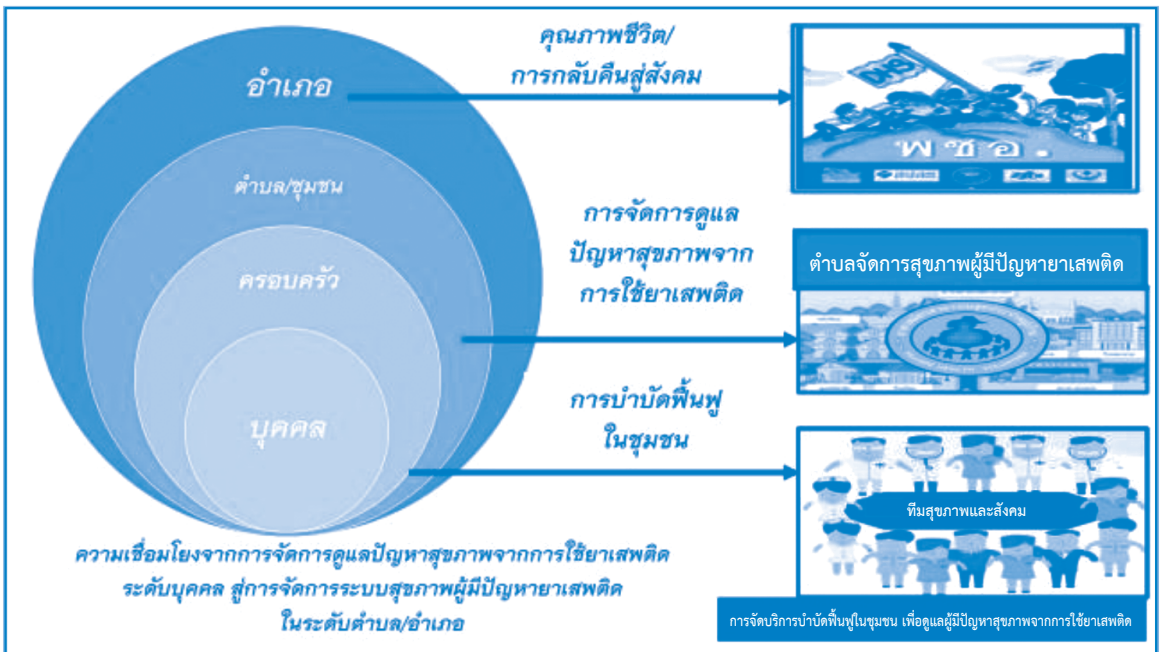 อำเภอ
ตำบล/ชุมชน
ครอบครัว
บุคคล
คุณภาพชีวิต/
การกลับคืนสู่สังคม
การจัดการดูแล
ปัญหาสุขภาพจาก
การใช้ยาเสพติด
การบำบัดฟื้นฟู
ในชุมชน
DHS
พชอ.
ตำบลจัดการสุขภาพผู้มีปัญหายาเสพติด
ทีมสุขภาพและสังคม
การจัดบริการบำบัดฟื้นฟูในชุมชน เพื่อดูแลผู้มีปัญหาสุขภาพจากการใช้ยาเสพติด
ความเชื่อมโยงจากการจัดการดูแลปัญหาสุขภาพจากการใช้ยาเสพติด
ระดับบุคคล สู่การจัดการระบบสุขภาพผู้มีปัญหายาเสพติด
ในระดับตำบล/อำเภอ